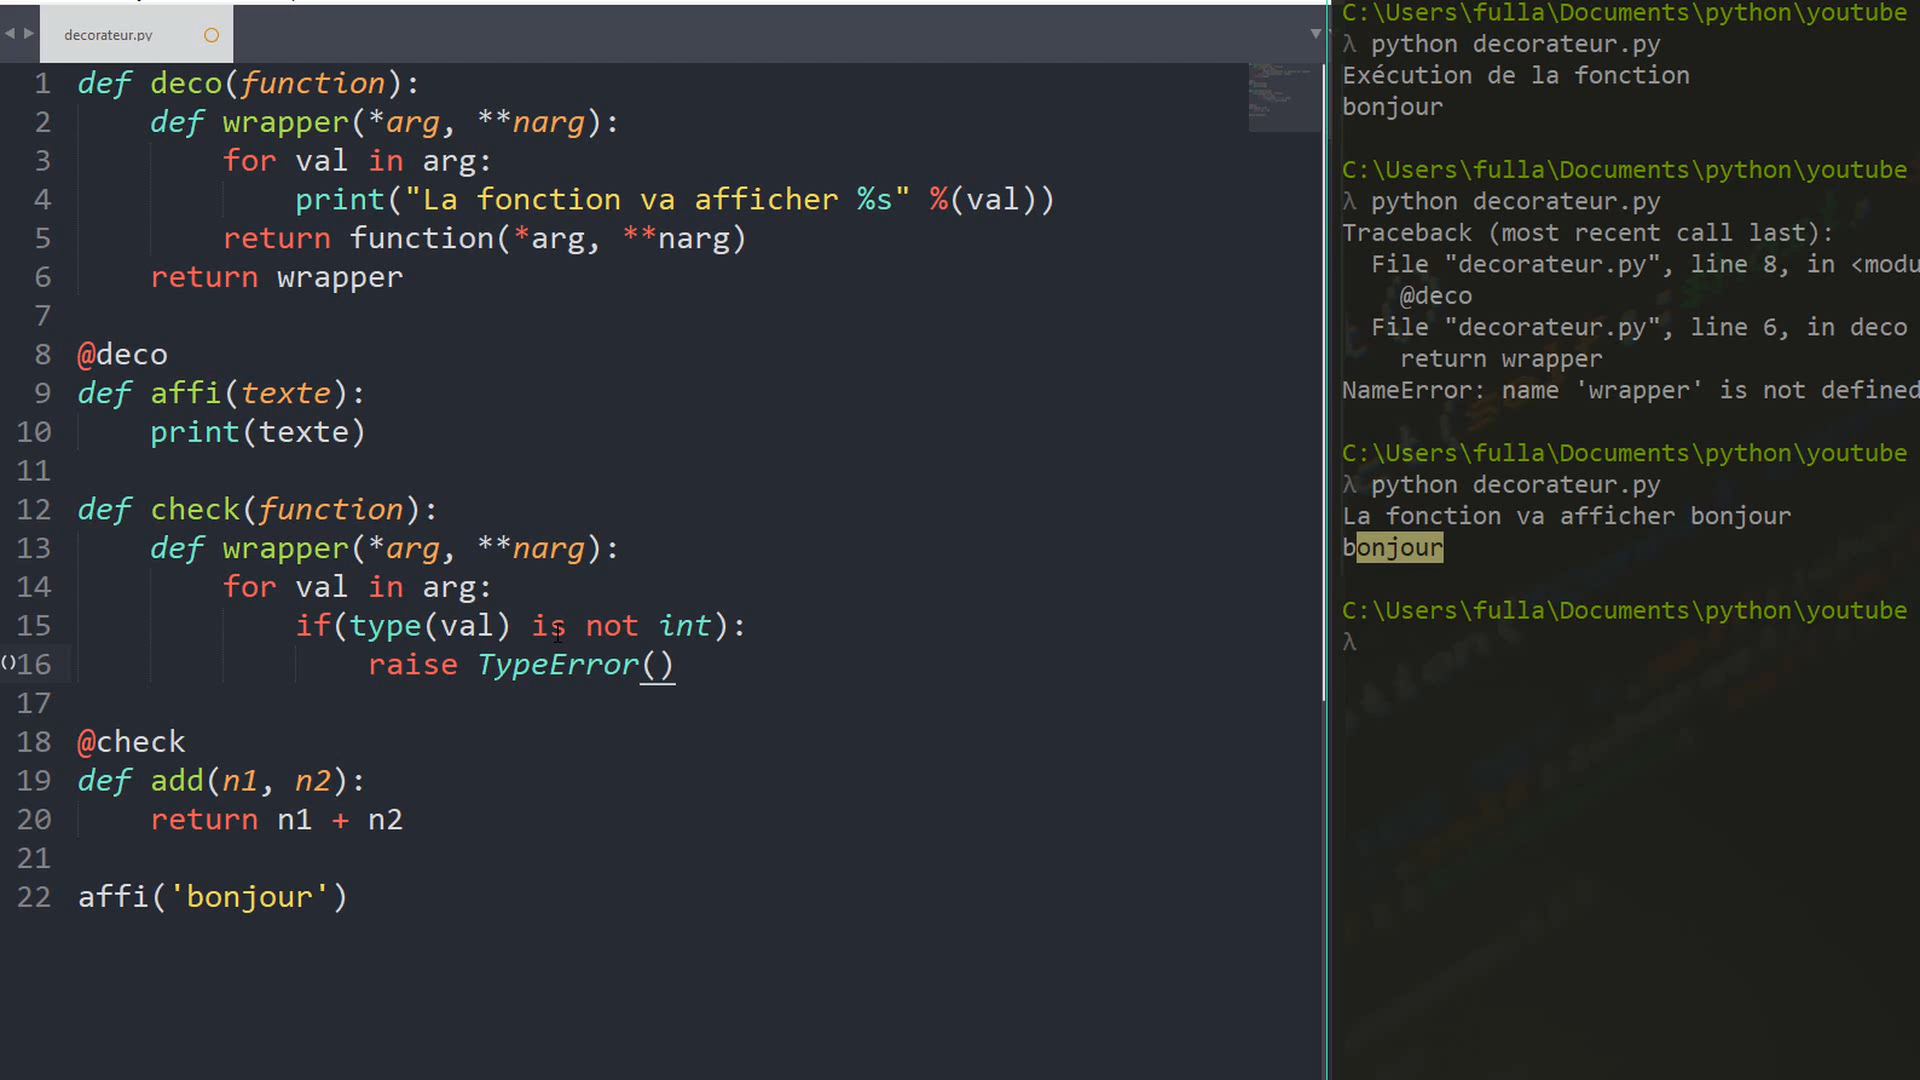 decorateur.py
1 def deco(function):
2 def wrapper(*arg, **narg):
3 for val in arg:
4 print("La fonction va afficher %s" %(val))
5 return function(*arg, **narg)
6 return wrapper
7
8 @deco
9 def affi(texte):
10 print(texte)
11
12 def check(function):
13 def wrapper(*arg, **narg):
14 for val in arg:
15 if(type(val) is not int):
()16 raise TypeError()
17
18 @check
19 def add(n1, n2):
20 return n1 + n2
21
22 affi('bonjour')
C:\Users\fulla\Documents\python\youtube
λ python decorateur.py
Exécution de la fonction
bonjour
C:\Users\fulla\Documents\python\youtube
λ python decorateur.py
Traceback (most recent call last):
File "decorateur.py", line 8, in <modu
@deco
File "decorateur.py", line 6, in deco
return wrapper
NameError: name 'wrapper' is not defined
C:\Users\fulla\Documents\python\youtube
λ python decorateur.py
La fonction va afficher bonjour
bonjour
C:\Users\fulla\Documents\python\youtube
λ